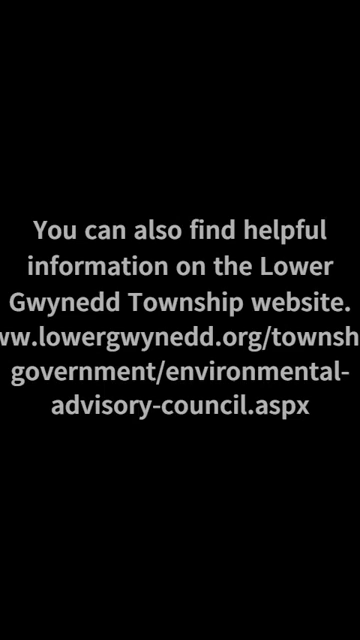 You can also find helpful
information on the Lower
Gwynedd Township website.
ww.lowergwynedd.org/townsh
government/environmental-
advisory-council.aspx